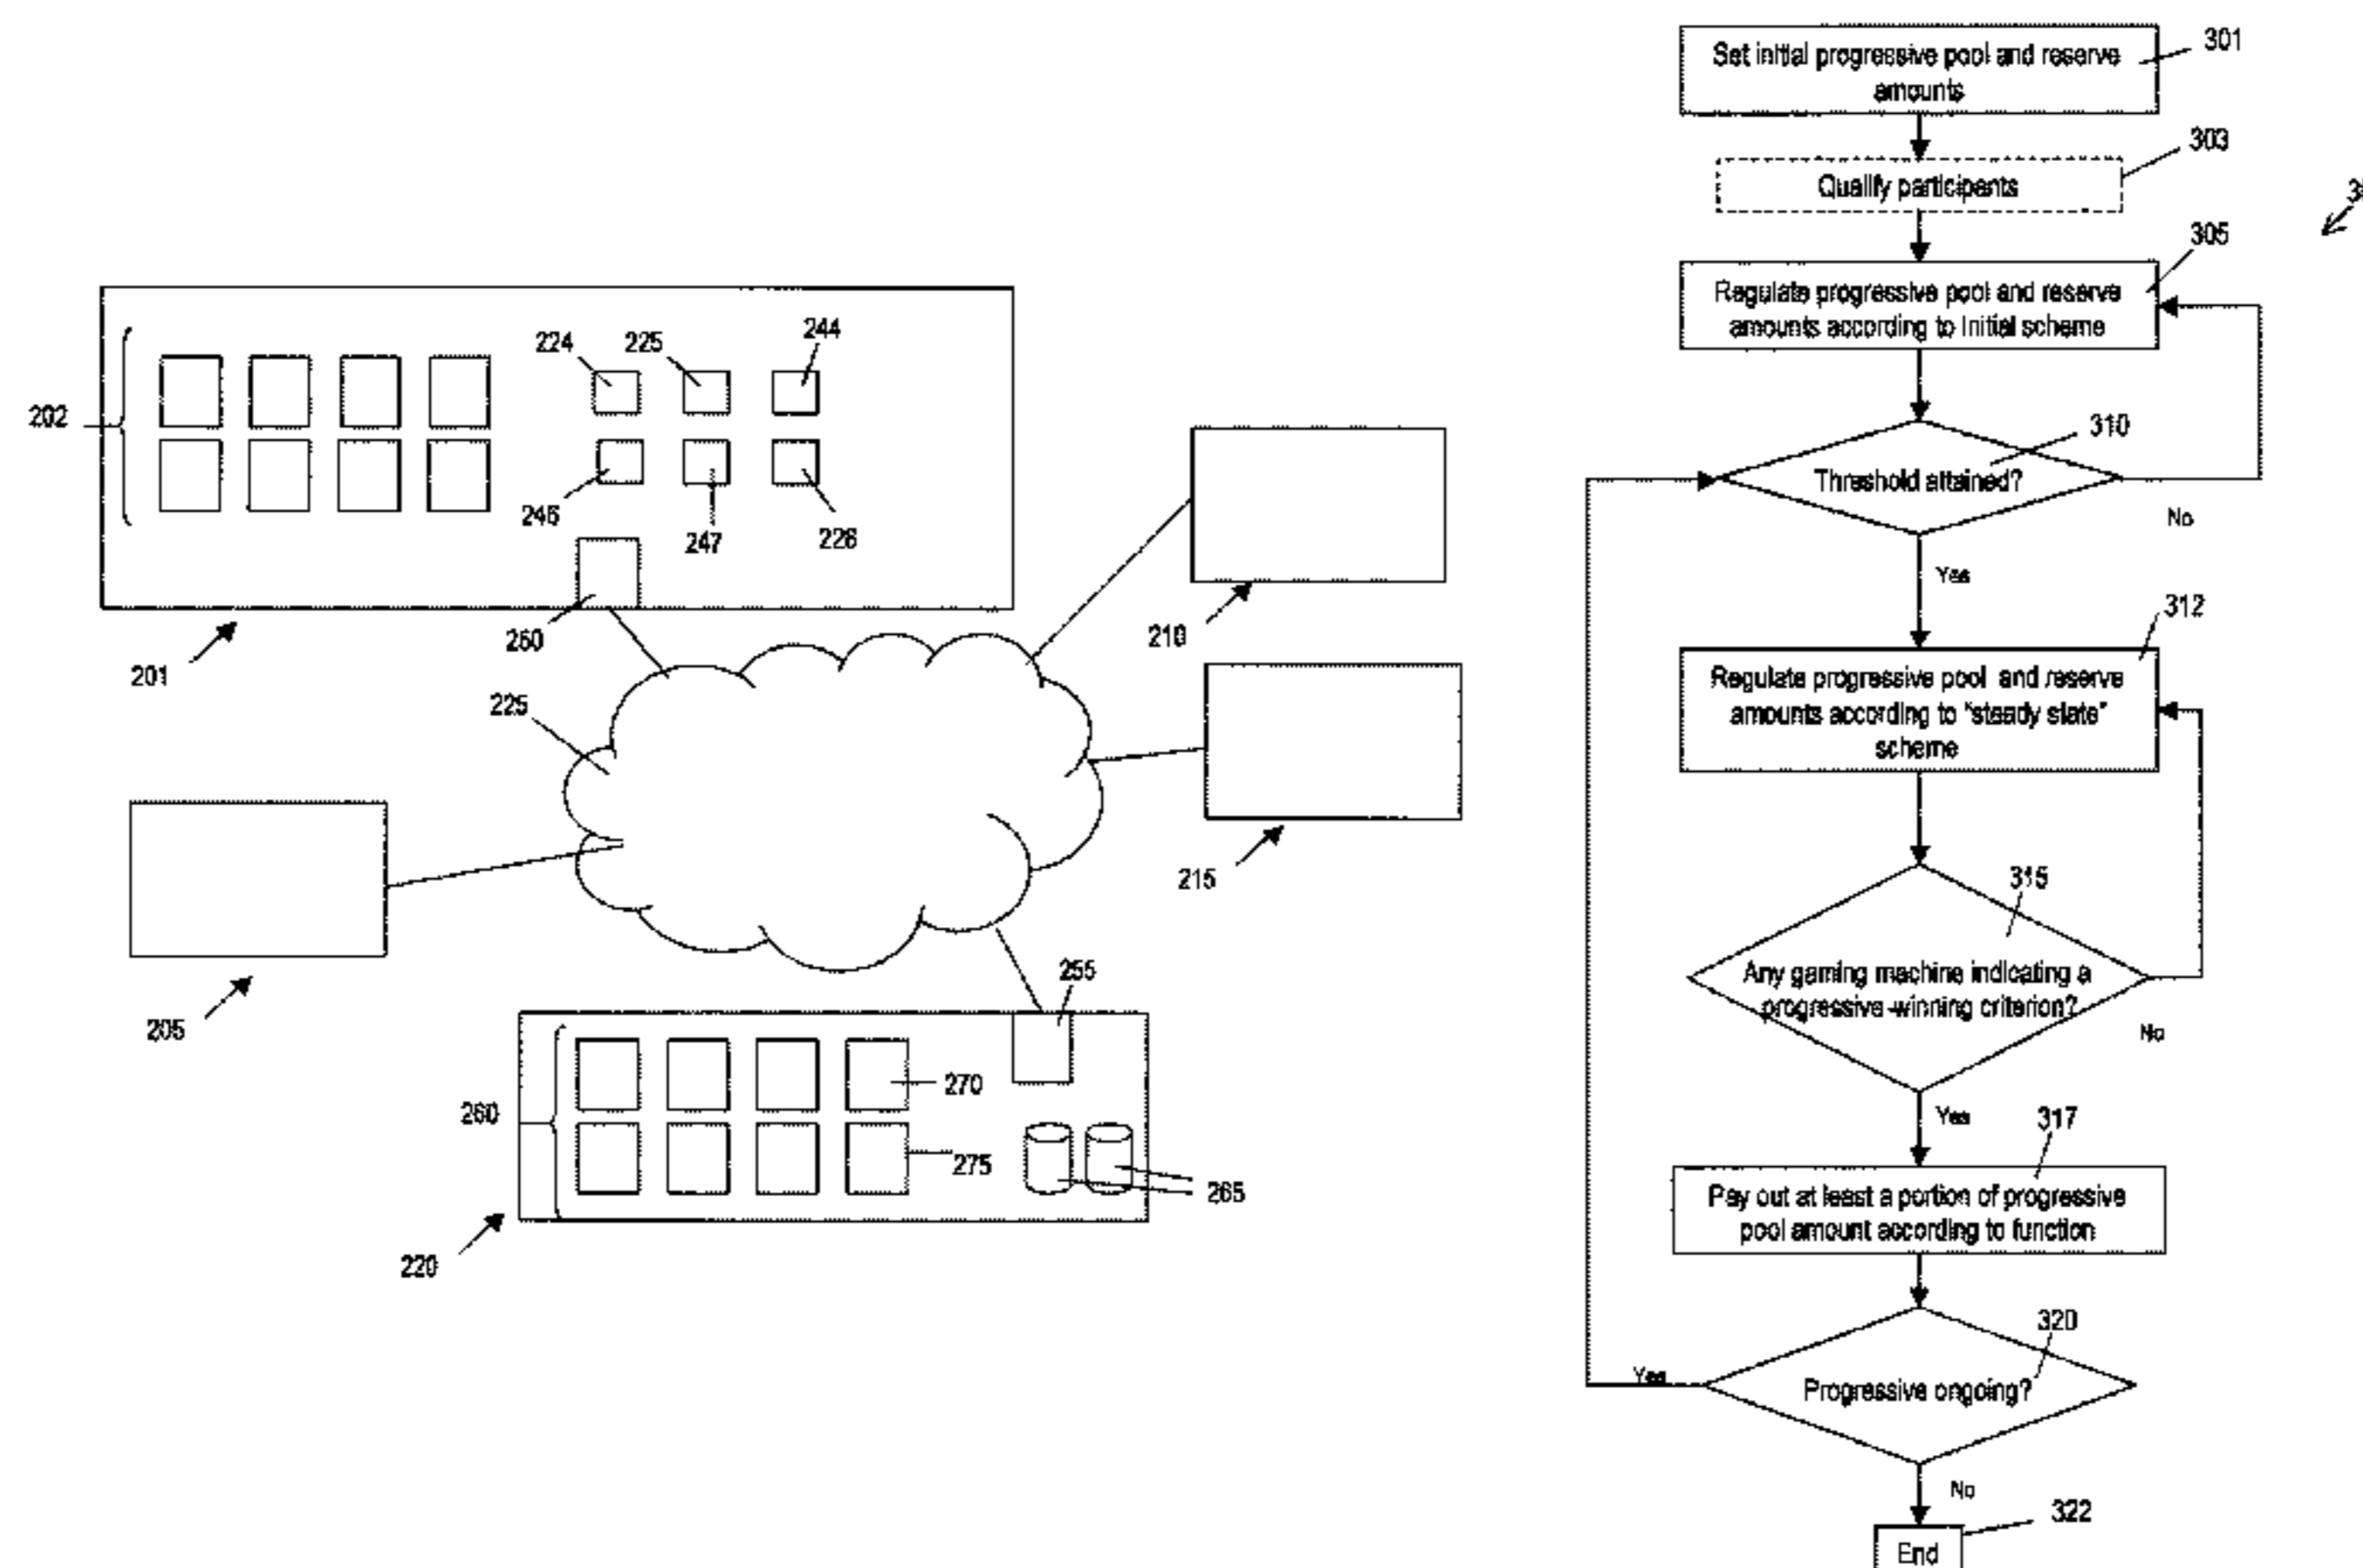 202
224
225
244
246
247
226
250
201
210
225
215
205
255
260
270
275
265
220
301
Set initial progressive pool and reserve
amounts
303
Qualify participants
305
Regulate progressive pool and reserve
amounts according to Initial scheme
310
Threshold attained?
No
Yes
312
Regulate progressive pool and reserve
amounts according to "steady state"
scheme
315
Any gaming machine indicating a
progressive-winning criterion?
No
Yes
317
Pay out at least a portion of progressive
pool amount according to function
320
Progressive ongoing?
Yes
No
322
End